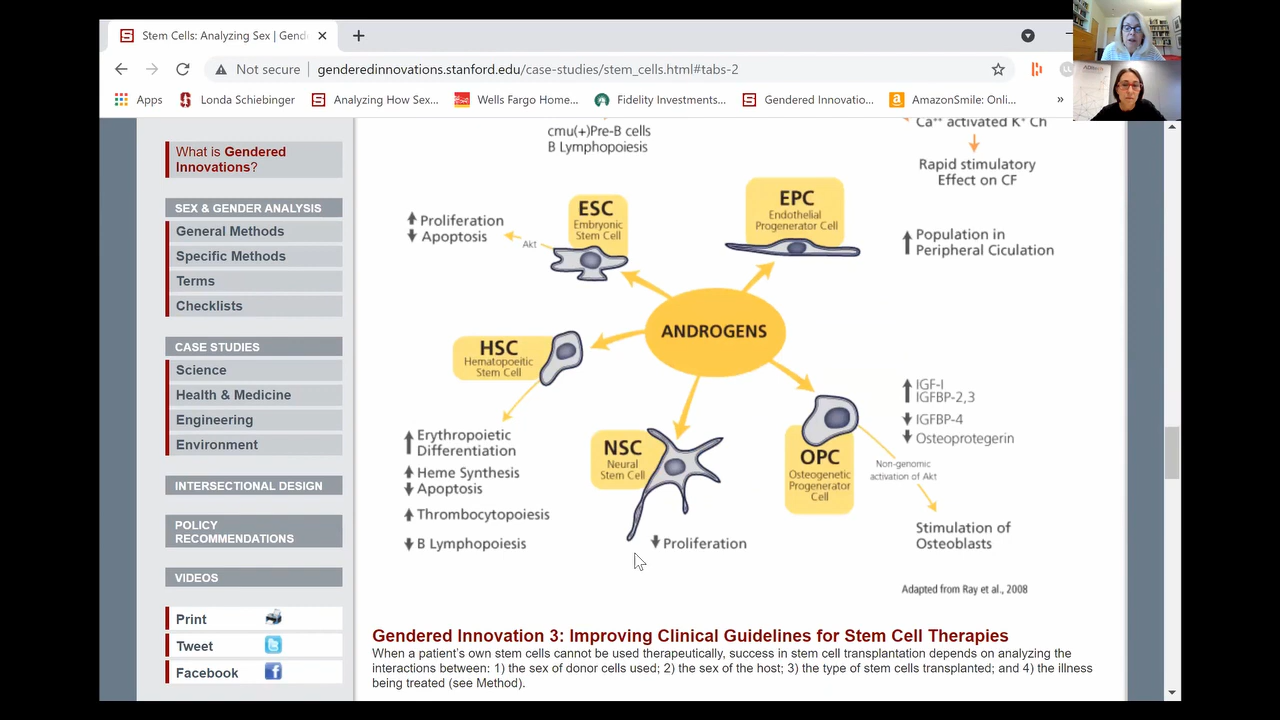 Stem Cells: Analyzing Sex | Gend
Not secure | genderedinnovations.stanford.edu/case-studies/stem_cells.html#tabs-2
Apps
Londa Schiebinger
Analyzing How Sex...
Wells Fargo Home...
Fidelity Investments...
Gendered Innovatio...
AmazonSmile: Onli...
»
What is Gendered
Innovations?
SEX & GENDER ANALYSIS
General Methods
Specific Methods
Terms
Checklists
CASE STUDIES
Science
Health & Medicine
Engineering
Environment
INTERSECTIONAL DESIGN
POLICY
RECOMMENDATIONS
VIDEOS
Print
Tweet
Facebook
cmu(+)Pre-B cells
B Lymphopoiesis
Ca++ activated K+ Ch
Rapid stimulatory
Effect on CF
ESC
Embryonic
Stem Cell
Proliferation
Apoptosis
Akt
EPC
Endothelial
Progenerator Cell
Population in
Peripheral Ciculation
ANDROGENS
HSC
Hematopoeitic
Stem Cell
Erythropoietic
Differentiation
Heme Synthesis
Apoptosis
Thrombocytopoiesis
B Lymphopoiesis
NSC
Neural
Stem Cell
Proliferation
OPC
Osteogenetic
Progenerator
Cell
IGF-I
IGFBP-2,3
IGFBP-4
Osteoprotegerin
Non-genomic
activation of Akt
Stimulation of
Osteoblasts
Adapted from Ray et al., 2008
Gendered Innovation 3: Improving Clinical Guidelines for Stem Cell Therapies
When a patient's own stem cells cannot be used therapeutically, success in stem cell transplantation depends on analyzing the
interactions between: 1) the sex of donor cells used; 2) the sex of the host; 3) the type of stem cells transplanted; and 4) the illness
being treated (see Method).